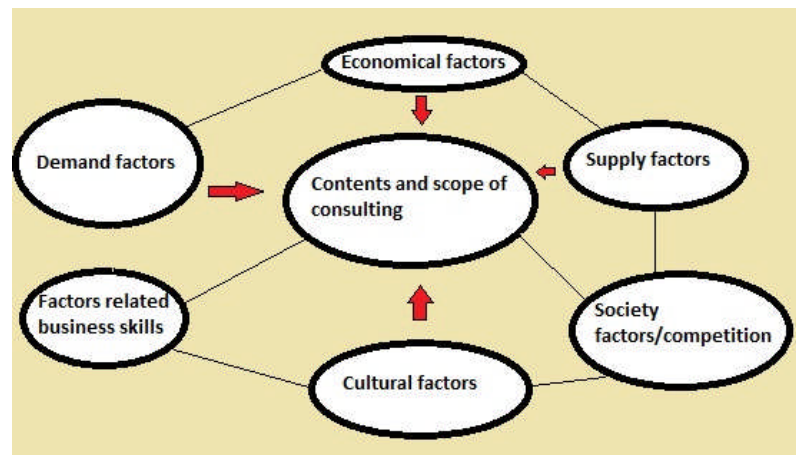 Economical factors
Demand factors
Supply factors
Contents and scope of
consulting
Factors related
business skills
Society
factors/competition
Cultural factors